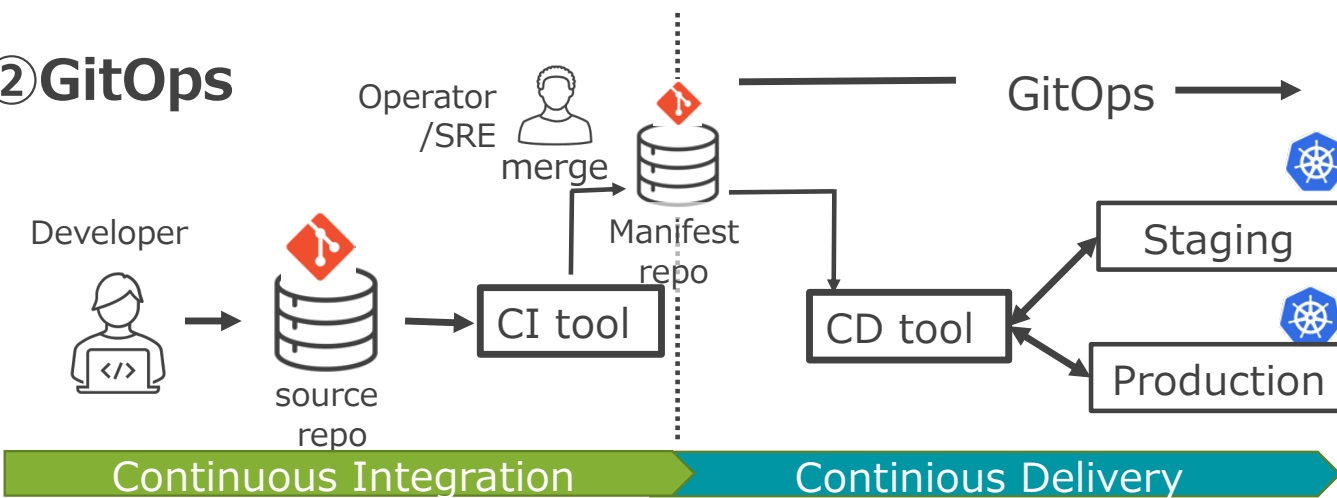 ②GitOps
Operator
/SRE
merge
GitOps
Developer
Manifest
repo
Staging
CI tool
CD tool
</>
Production
source
repo
Continuous Integration
Continious Delivery